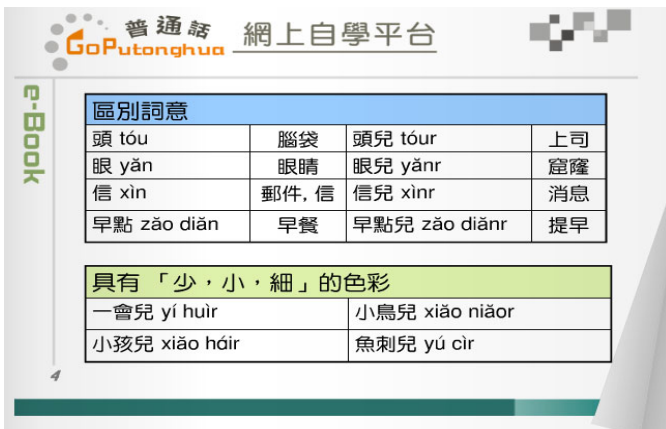 普通話
GoPutonghua 網上自學平台
e-Book
區別詞意
頭 tóu 腦袋 頭兒 tóur 上司
眼 yǎn 眼睛 眼兒 yǎnr 窟窿
信 xìn 郵件, 信 信兒 xìnr 消息
早點 zǎo diǎn 早餐 早點兒 zǎo diǎnr 提早
具有「少，小，細」的色彩
一會兒 yí huìr 小鳥兒 xiǎo niǎor
小孩兒 xiǎo háir 魚刺兒 yú cìr
4